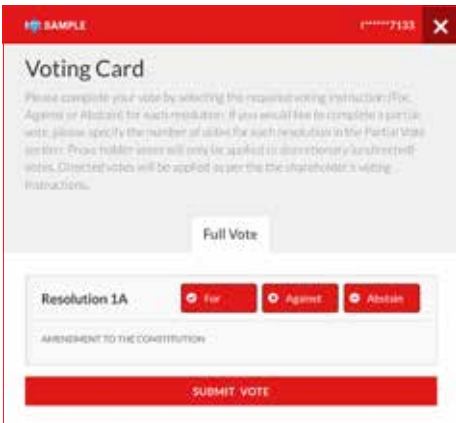 MR SAMPLE
r******7133
Voting Card
Please complete your vote by selecting the required voting instruction (For,
Against or Abstain) for each resolution. If you would like to complete a partial
vote, please specify the number of votes for each resolution in the Partial Vote
section. Proxy holder votes will only be applied to discretionary (undirected)
votes. Directed votes will be applied as per the the shareholder's voting
instructions.
Full Vote
Resolution 1A
For
Against
Abstain
AMENDMENT TO THE CONSTITUTION
SUBMIT VOTE